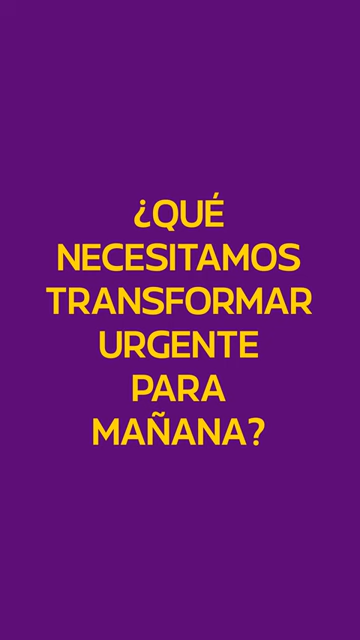 ¿QUÉ
NECESITAMOS
TRANSFORMAR
URGENTE
PARA
MAÑANA?